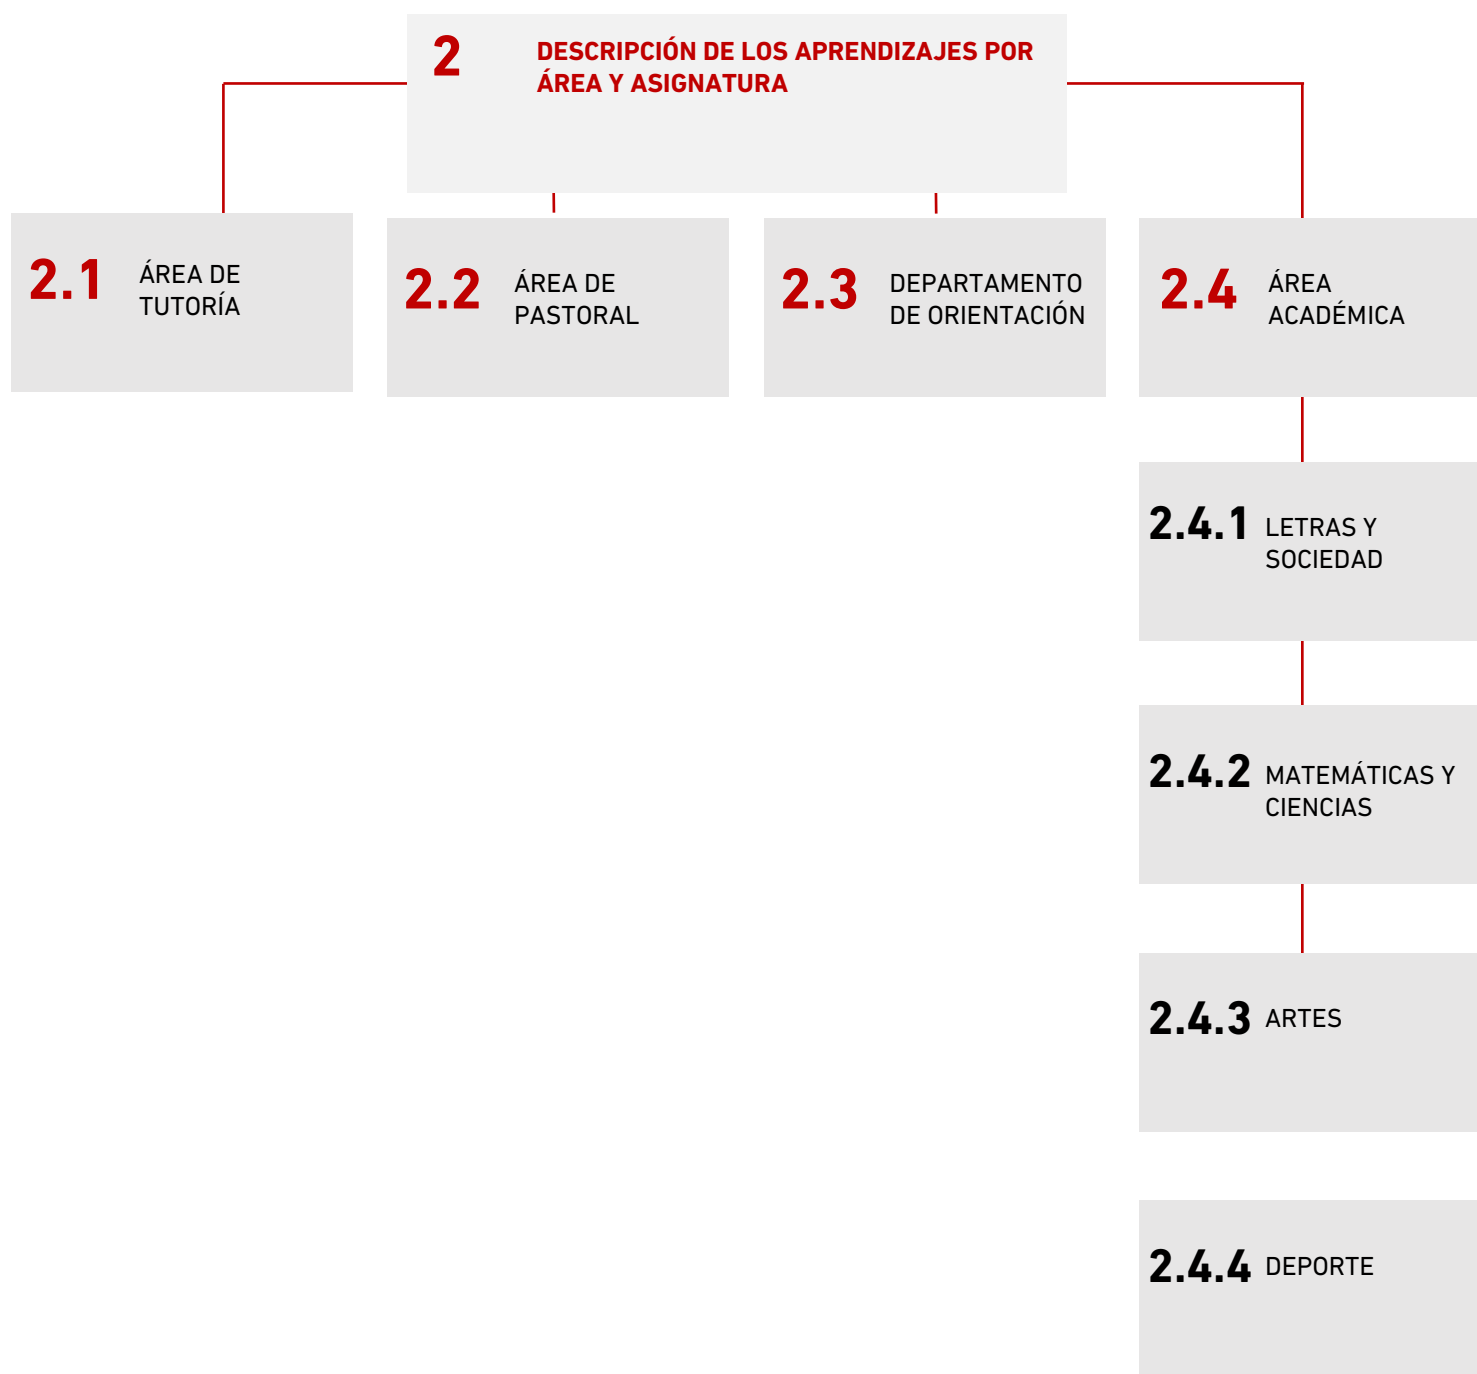 2 DESCRIPCIÓN DE LOS APRENDIZAJES POR
ÁREA Y ASIGNATURA
2.1 ÁREA DE
TUTORÍA
2.2 ÁREA DE
PASTORAL
2.3 DEPARTAMENTO
DE ORIENTACIÓN
2.4 ÁREA
ACADÉMICA
2.4.1 LETRAS Y
SOCIEDAD
2.4.2 MATEMÁTICAS Y
CIENCIAS
2.4.3 ARTES
2.4.4 DEPORTE